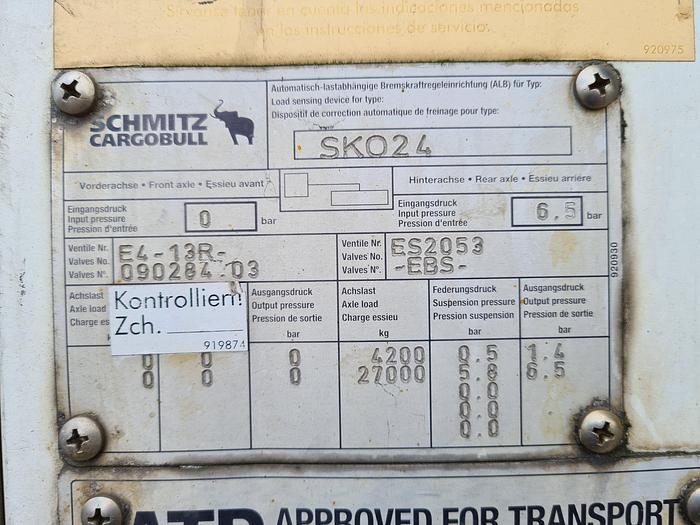 Sírvanse tener en cuenta las indicaciones mencionadas
en las instrucciones de servicio.
920975
SCHMITZ
CARGOBULL
Automatisch-lastabhängige Bremskraftregeleinrichtung (ALB) für Typ:
Load sensing device for type:
Dispositif de correction automatique de freinage pour type:
SKO24
Vorderachse • Front axle • Essieu avant
Hinterachse • Rear axle • Essieu arrière
Eingangsdruck
Input pressure
Pression d'entrée
0 bar
Eingangsdruck
Input pressure
Pression d'entrée
6,5 bar
Ventile Nr.
Valves No.
Valves N°.
E4-13R-
090284.03
Ventile Nr.
Valves No.
Valves N°.
ES2053
-EBS-
920930
Achslast
Axle load
Charge es
Kontrolliert!
Zch.
919874
Ausgangsdruck
Output pressure
Pression de sortie
bar
Achslast
Axle load
Charge essieu
kg
Federungsdruck
Suspension pressure
Pression suspension
bar
Ausgangsdruck
Output pressure
Pression de sortie
bar
0 0 0 4200 0.5 1.4
0 0 0 27000 5.8 6.5
0.0
0.0
0.0
ATP APPROVED FOR TRANSPORT